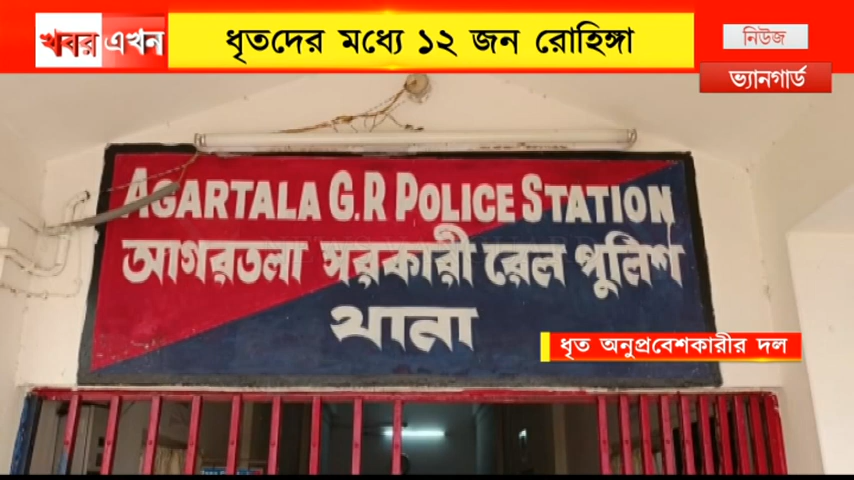 খবর এখন
ধৃতদের মধ্যে ১২ জন রোহিঙ্গা
নিউজ
ভ্যানগার্ড
AGARTALA G.R POLICE STATION
আগরতলা সরকারী রেল পুলিশ
থানা
ধৃত অনুপ্রবেশকারীর দল